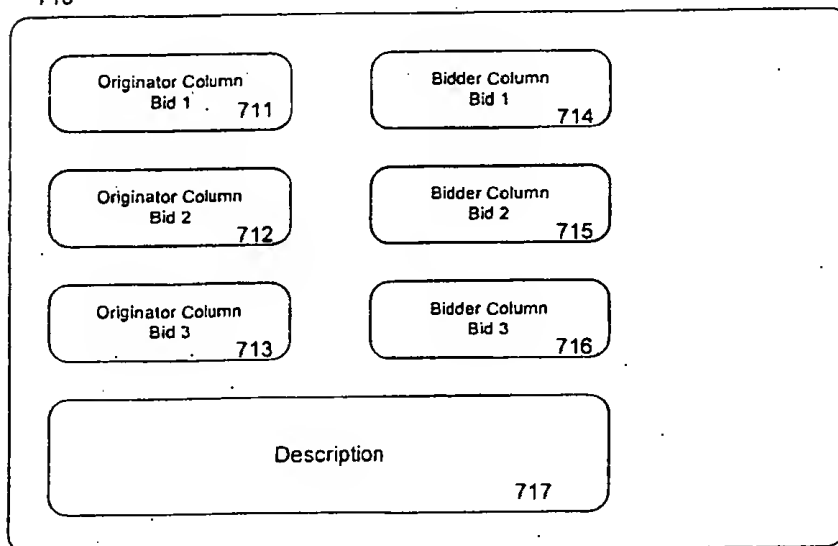 Originator Column
Bid 1
711
Bidder Column
Bid 1
714
Originator Column
Bid 2
712
Bidder Column
Bid 2
715
Originator Column
Bid 3
713
Bidder Column
Bid 3
716
Description
717